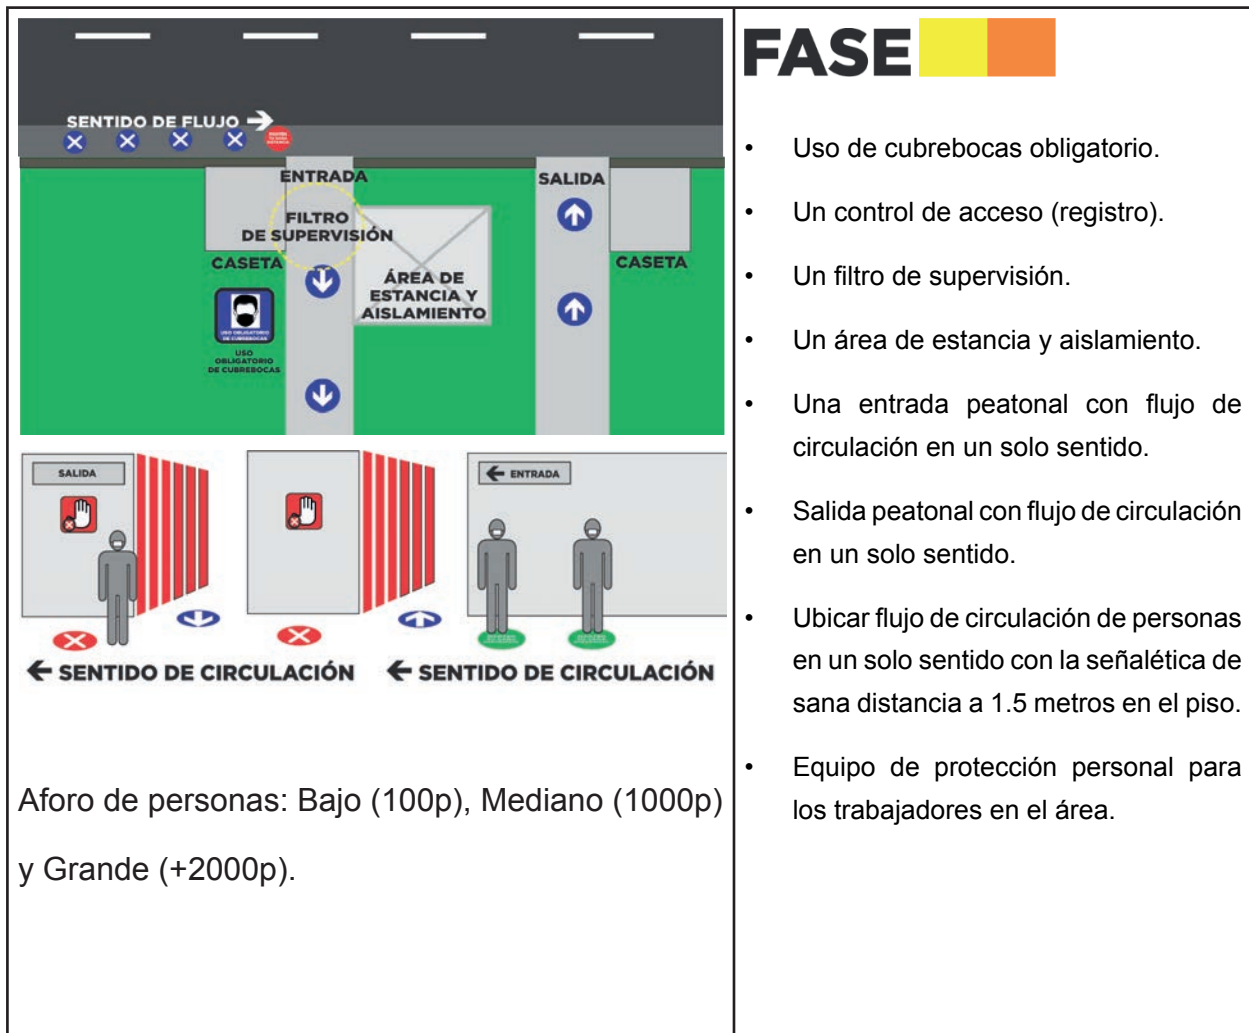 SENTIDO DE FLUJO
ENTRADA
SALIDA
FILTRO
DE SUPERVISIÓN
CASETA
CASETA
ÁREA DE
ESTANCIA Y
AISLAMIENTO
USO OBLIGATORIO
DE CUBREBOCAS
USO
OBLIGATORIO
DE CUBREBOCAS
SALIDA
ENTRADA
SENTIDO DE CIRCULACIÓN
SENTIDO DE CIRCULACIÓN
Aforo de personas: Bajo (100p), Mediano (1000p)
y Grande (+2000p).
FASE
• Uso de cubrebocas obligatorio.
• Un control de acceso (registro).
• Un filtro de supervisión.
• Un área de estancia y aislamiento.
• Una entrada peatonal con flujo de
circulación en un solo sentido.
• Salida peatonal con flujo de circulación
en un solo sentido.
• Ubicar flujo de circulación de personas
en un solo sentido con la señalética de
sana distancia a 1.5 metros en el piso.
• Equipo de protección personal para
los trabajadores en el área.